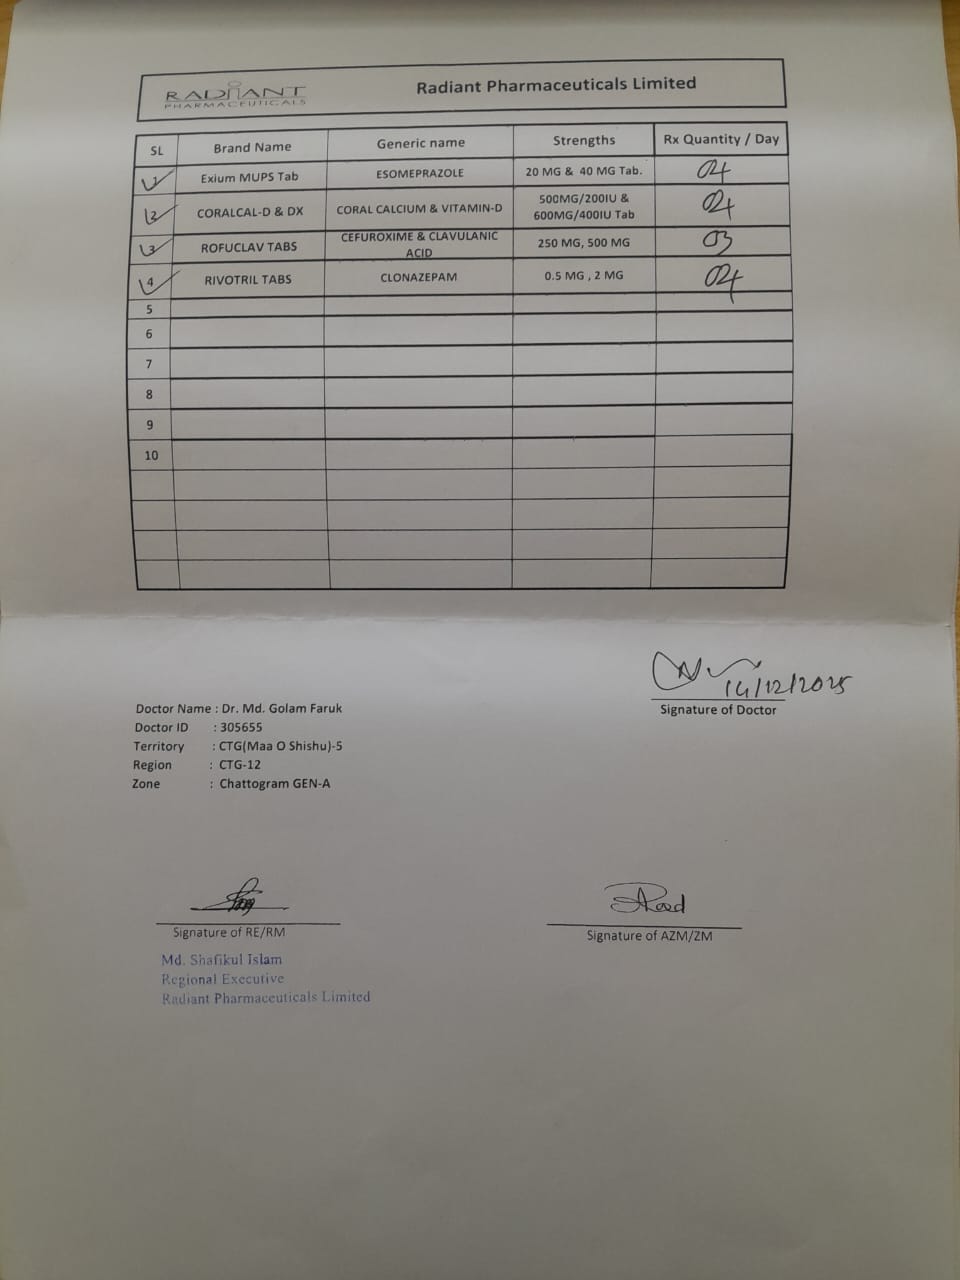 RADIANT
PHARMACEUTICALS
Radiant Pharmaceuticals Limited
SL Brand Name Generic name Strengths Rx Quantity / Day
1 Exium MUPS Tab ESOMEPRAZOLE 20 MG & 40 MG Tab. 04
2 CORALCAL-D & DX CORAL CALCIUM & VITAMIN-D 500MG/200IU & 600MG/400IU Tab 04
3 ROFUCLAV TABS CEFUROXIME & CLAVULANIC ACID 250 MG, 500 MG 03
4 RIVOTRIL TABS CLONAZEPAM 0.5 MG , 2 MG 04
5
6
7
8
9
10
14/12/2025
Signature of Doctor
Doctor Name : Dr. Md. Golam Faruk
Doctor ID : 305655
Territory : CTG(Maa O Shishu)-5
Region : CTG-12
Zone : Chattogram GEN-A
Signature of RE/RM
Signature of AZM/ZM
Md. Shafikul Islam
Regional Executive
Radiant Pharmaceuticals Limited